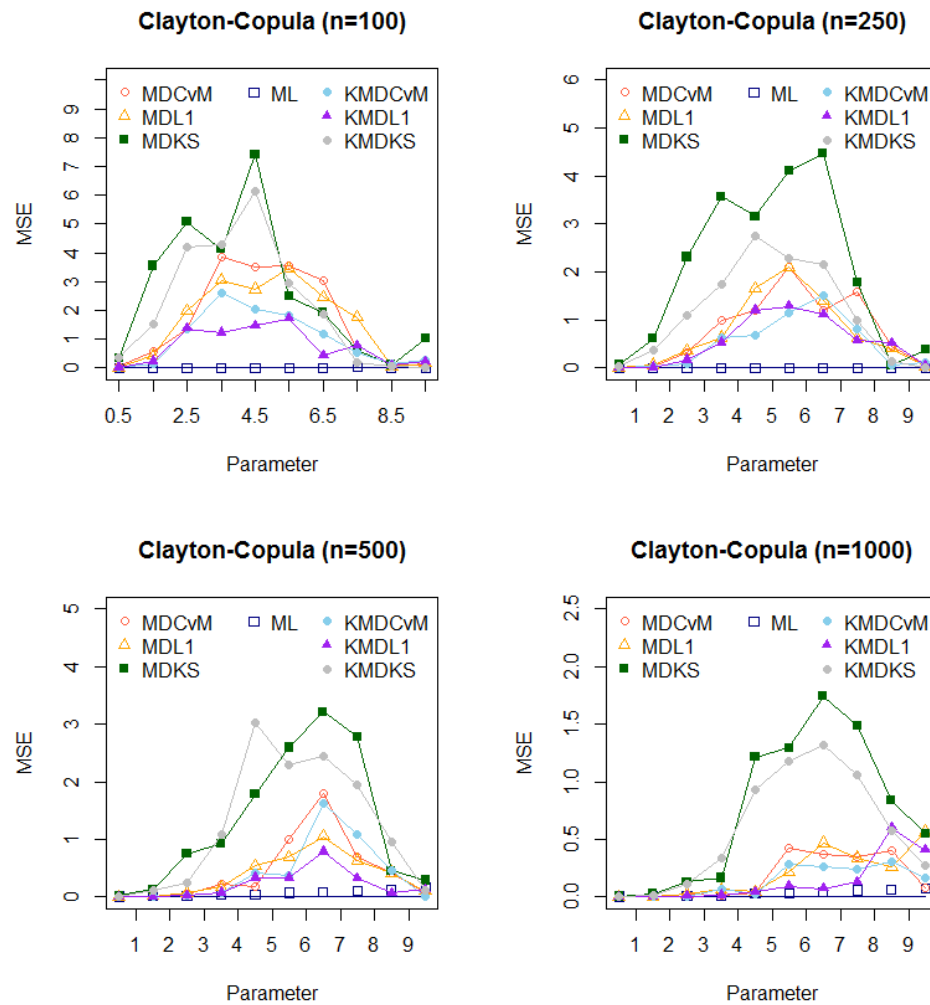 Clayton-Copula (n=100)
MSE
9
8
7
6
5
4
3
2
1
0
MDCvM ML KMDCvM
MDL1 KMDL1
MDKS KMDKS
0.5 2.5 4.5 6.5 8.5
Parameter
Clayton-Copula (n=250)
MSE
6
5
4
3
2
1
0
MDCvM ML KMDCvM
MDL1 KMDL1
MDKS KMDKS
1 2 3 4 5 6 7 8 9
Parameter
Clayton-Copula (n=500)
MSE
5
4
3
2
1
0
MDCvM ML KMDCvM
MDL1 KMDL1
MDKS KMDKS
1 2 3 4 5 6 7 8 9
Parameter
Clayton-Copula (n=1000)
MSE
2.5
2.0
1.5
1.0
0.5
0.0
MDCvM ML KMDCvM
MDL1 KMDL1
MDKS KMDKS
1 2 3 4 5 6 7 8 9
Parameter